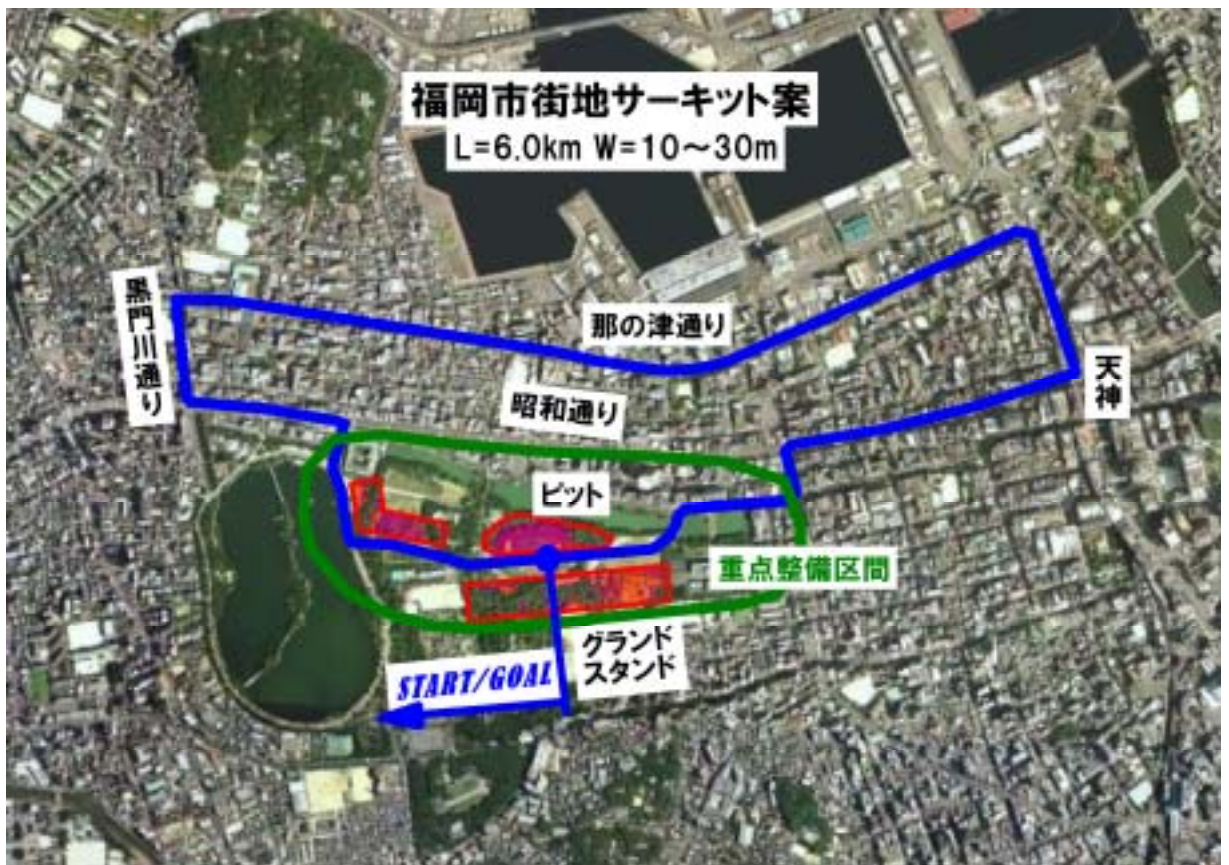 福岡市街地サーキット案
L=6.0km W=10～30m
黒門川通り
那の津通り
昭和通り
天神
ピット
重点整備区間
グランド
スタンド
START/GOAL